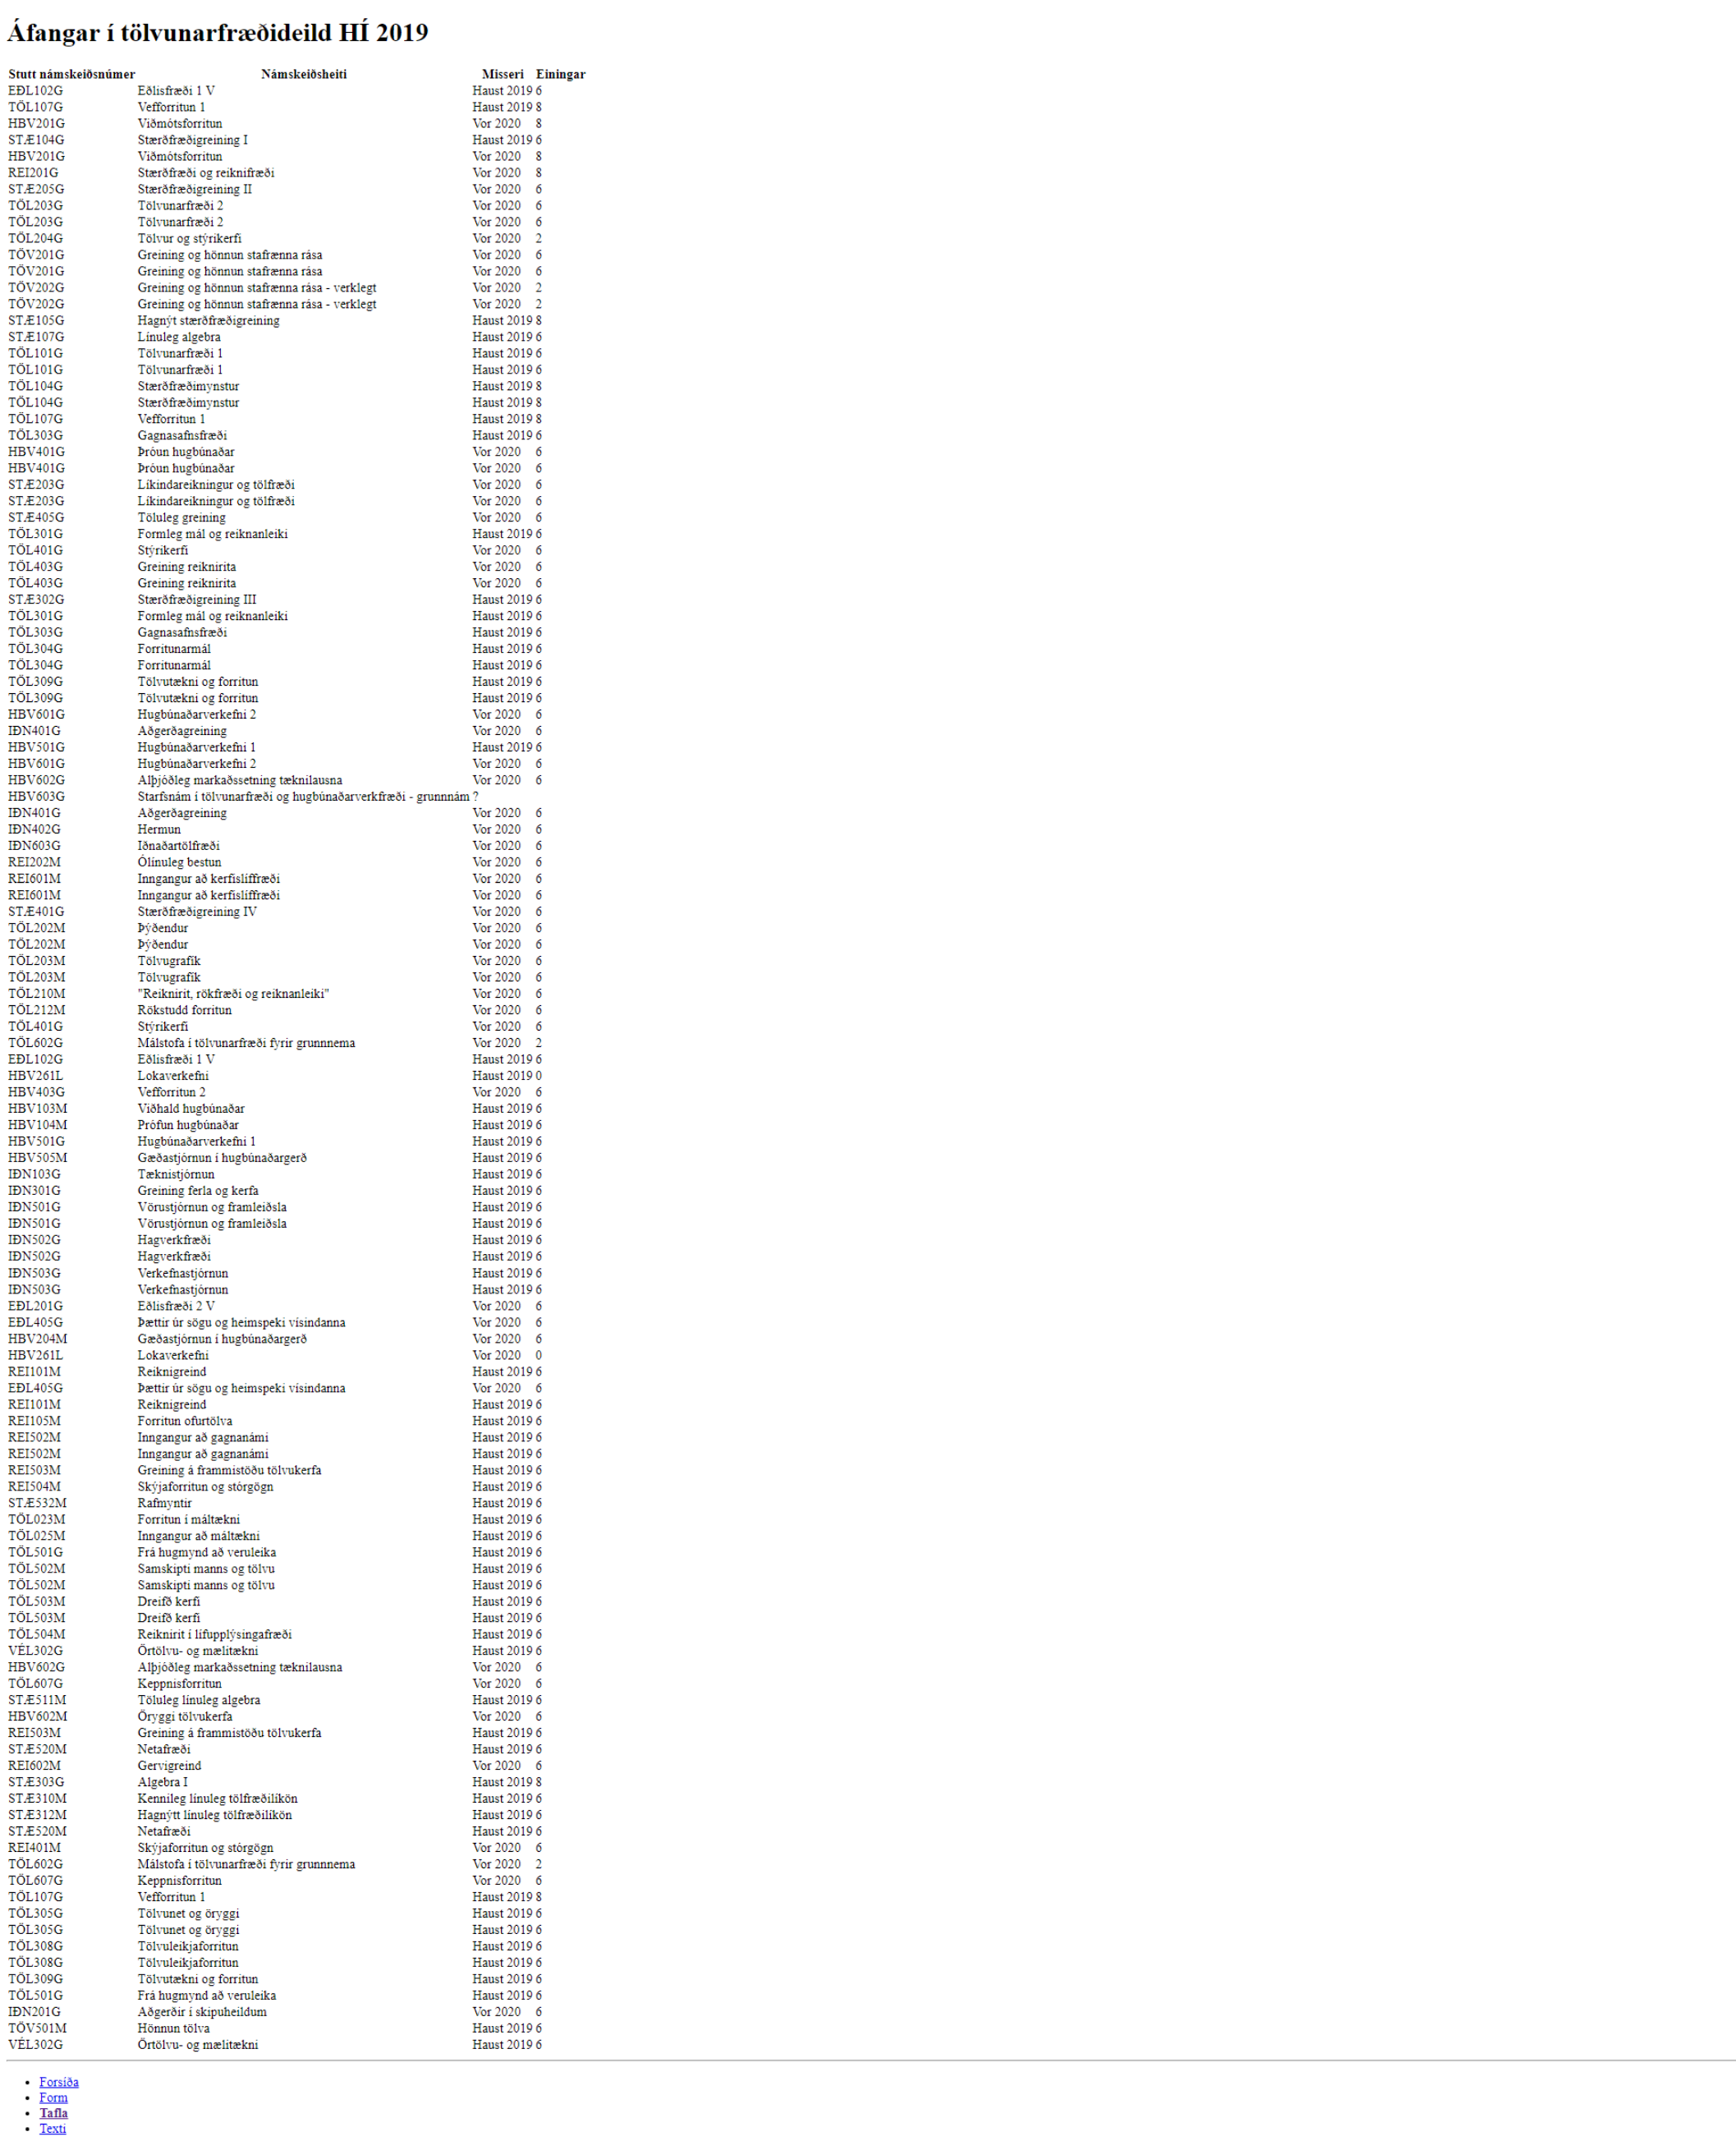 Áfangar í tölvunarfræðideild HÍ 2019
Stutt námskeiðsnúmer Námskeiðsheiti Misseri Einingar
EÐL102G Eðlisfræði 1 V Haust 2019 6
TÖL107G Vefforritun 1 Haust 2019 8
HBV201G Viðmótsforritun Vor 2020 8
STÆ104G Stærðfræðigreining I Haust 2019 6
HBV201G Viðmótsforritun Vor 2020 8
REI201G Stærðfræði og reiknifræði Vor 2020 8
STÆ205G Stærðfræðigreining II Vor 2020 6
TÖL203G Tölvunarfræði 2 Vor 2020 6
TÖL203G Tölvunarfræði 2 Vor 2020 6
TÖL204G Tölvur og stýrikerfi Vor 2020 2
TÖV201G Greining og hönnun stafrænna rása Vor 2020 6
TÖV201G Greining og hönnun stafrænna rása Vor 2020 6
TÖV202G Greining og hönnun stafrænna rása - verklegt Vor 2020 2
TÖV202G Greining og hönnun stafrænna rása - verklegt Vor 2020 2
STÆ105G Hagnýt stærðfræðigreining Haust 2019 8
STÆ107G Línuleg algebra Haust 2019 6
TÖL101G Tölvunarfræði 1 Haust 2019 6
TÖL101G Tölvunarfræði 1 Haust 2019 6
TÖL104G Stærðfræðimynstur Haust 2019 8
TÖL104G Stærðfræðimynstur Haust 2019 8
TÖL107G Vefforritun 1 Haust 2019 8
TÖL303G Gagnasafnsfræði Haust 2019 6
HBV401G Þróun hugbúnaðar Vor 2020 6
HBV401G Þróun hugbúnaðar Vor 2020 6
STÆ203G Líkindareikningur og tölfræði Vor 2020 6
STÆ203G Líkindareikningur og tölfræði Vor 2020 6
STÆ405G Töluleg greining Vor 2020 6
TÖL301G Formleg mál og reiknanleiki Haust 2019 6
TÖL401G Stýrikerfi Vor 2020 6
TÖL403G Greining reiknirita Vor 2020 6
TÖL403G Greining reiknirita Vor 2020 6
STÆ302G Stærðfræðigreining III Haust 2019 6
TÖL301G Formleg mál og reiknanleiki Haust 2019 6
TÖL303G Gagnasafnsfræði Haust 2019 6
TÖL304G Forritunarmál Haust 2019 6
TÖL304G Forritunarmál Haust 2019 6
TÖL309G Tölvutækni og forritun Haust 2019 6
TÖL309G Tölvutækni og forritun Haust 2019 6
HBV601G Hugbúnaðarverkefni 2 Vor 2020 6
IÐN401G Aðgerðagreining Vor 2020 6
HBV501G Hugbúnaðarverkefni 1 Haust 2019 6
HBV601G Hugbúnaðarverkefni 2 Vor 2020 6
HBV602G Alþjóðleg markaðssetning tæknilausna Vor 2020 6
HBV603G Starfsnám í tölvunarfræði og hugbúnaðarverkfræði - grunnnám ?
IÐN401G Aðgerðagreining Vor 2020 6
IÐN402G Hermun Vor 2020 6
IÐN603G Iðnaðartölfræði Vor 2020 6
REI202M Ólínuleg bestun Vor 2020 6
REI601M Inngangur að kerfislíffræði Vor 2020 6
REI601M Inngangur að kerfislíffræði Vor 2020 6
STÆ401G Stærðfræðigreining IV Vor 2020 6
TÖL202M Þýðendur Vor 2020 6
TÖL202M Þýðendur Vor 2020 6
TÖL203M Tölvugrafík Vor 2020 6
TÖL203M Tölvugrafík Vor 2020 6
TÖL210M "Reiknirit, rökfræði og reiknanleiki" Vor 2020 6
TÖL212M Rökstudd forritun Vor 2020 6
TÖL401G Stýrikerfi Vor 2020 6
TÖL602G Málstofa í tölvunarfræði fyrir grunnnema Vor 2020 2
EÐL102G Eðlisfræði 1 V Haust 2019 6
HBV261L Lokaverkefni Haust 2019 0
HBV403G Vefforritun 2 Vor 2020 6
HBV103M Viðhald hugbúnaðar Haust 2019 6
HBV104M Prófun hugbúnaðar Haust 2019 6
HBV501G Hugbúnaðarverkefni 1 Haust 2019 6
HBV505M Gæðastjórnun í hugbúnaðargerð Haust 2019 6
IÐN103G Tæknistjórnun Haust 2019 6
IÐN301G Greining ferla og kerfa Haust 2019 6
IÐN501G Vörustjórnun og framleiðsla Haust 2019 6
IÐN501G Vörustjórnun og framleiðsla Haust 2019 6
IÐN502G Hagverkfræði Haust 2019 6
IÐN502G Hagverkfræði Haust 2019 6
IÐN503G Verkefnastjórnun Haust 2019 6
IÐN503G Verkefnastjórnun Haust 2019 6
EÐL201G Eðlisfræði 2 V Vor 2020 6
EÐL405G Þættir úr sögu og heimspeki vísindanna Vor 2020 6
HBV204M Gæðastjórnun í hugbúnaðargerð Vor 2020 6
HBV261L Lokaverkefni Vor 2020 0
REI101M Reiknigreind Haust 2019 6
EÐL405G Þættir úr sögu og heimspeki vísindanna Vor 2020 6
REI101M Reiknigreind Haust 2019 6
REI105M Forritun ofurtölva Haust 2019 6
REI502M Inngangur að gagnanámi Haust 2019 6
REI502M Inngangur að gagnanámi Haust 2019 6
REI503M Greining á frammistöðu tölvukerfa Haust 2019 6
REI504M Skýjaforritun og stórgögn Haust 2019 6
STÆ532M Rafmyntir Haust 2019 6
TÖL023M Forritun í máltækni Haust 2019 6
TÖL025M Inngangur að máltækni Haust 2019 6
TÖL501G Frá hugmynd að veruleika Haust 2019 6
TÖL502M Samskipti manns og tölvu Haust 2019 6
TÖL502M Samskipti manns og tölvu Haust 2019 6
TÖL503M Dreifð kerfi Haust 2019 6
TÖL503M Dreifð kerfi Haust 2019 6
TÖL504M Reiknirit í lífupplýsingafræði Haust 2019 6
VÉL302G Örtölvu- og mælitækni Haust 2019 6
HBV602G Alþjóðleg markaðssetning tæknilausna Vor 2020 6
TÖL607G Keppnisforritun Vor 2020 6
STÆ511M Töluleg línuleg algebra Haust 2019 6
HBV602M Öryggi tölvukerfa Vor 2020 6
REI503M Greining á frammistöðu tölvukerfa Haust 2019 6
STÆ520M Netafræði Haust 2019 6
REI602M Gervigreind Vor 2020 6
STÆ303G Algebra I Haust 2019 8
STÆ310M Kennileg línuleg tölfræðilíkön Haust 2019 6
STÆ312M Hagnýtt línuleg tölfræðilíkön Haust 2019 6
STÆ520M Netafræði Haust 2019 6
REI401M Skýjaforritun og stórgögn Vor 2020 6
TÖL602G Málstofa í tölvunarfræði fyrir grunnnema Vor 2020 2
TÖL607G Keppnisforritun Vor 2020 6
TÖL107G Vefforritun 1 Haust 2019 8
TÖL305G Tölvunet og öryggi Haust 2019 6
TÖL305G Tölvunet og öryggi Haust 2019 6
TÖL308G Tölvuleikjaforritun Haust 2019 6
TÖL308G Tölvuleikjaforritun Haust 2019 6
TÖL309G Tölvutækni og forritun Haust 2019 6
TÖL501G Frá hugmynd að veruleika Haust 2019 6
IÐN201G Aðgerðir í skipuheildum Vor 2020 6
TÖV501M Hönnun tölva Haust 2019 6
VÉL302G Örtölvu- og mælitækni Haust 2019 6
Forsíða
Form
Tafla
Texti